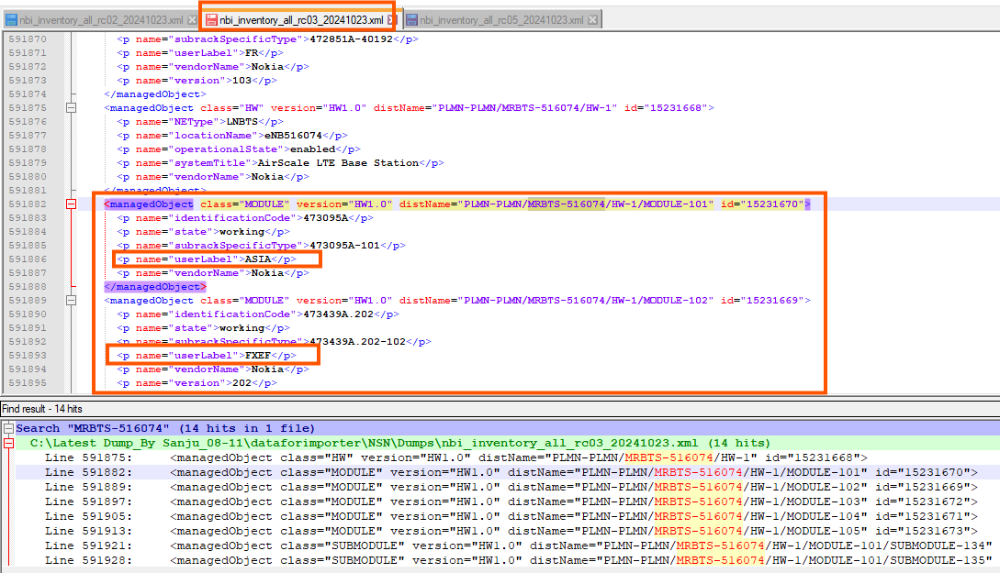 nbi_inventory_all_rc02_20241023.xml nbi_inventory_all_rc03_20241023.xml nbi_inventory_all_rc05_20241023.xml
591870 <p name="subrackSpecificType">472851A-40192</p>
591871 <p name="userLabel">FR</p>
591872 <p name="vendorName">Nokia</p>
591873 <p name="version">103</p>
591874 </managedObject>
591875 <managedObject class="HW" version="HW1.0" distName="PLMN-PLMN/MRBTS-516074/HW-1" id="15231668">
591876 <p name="NEType">LNBTS</p>
591877 <p name="locationName">eNB516074</p>
591878 <p name="operationalState">enabled</p>
591879 <p name="systemTitle">AirScale LTE Base Station</p>
591880 <p name="vendorName">Nokia</p>
591881 </managedObject>
591882 <managedObject class="MODULE" version="HW1.0" distName="PLMN-PLMN/MRBTS-516074/HW-1/MODULE-101" id="15231670">
591883 <p name="identificationCode">473095A</p>
591884 <p name="state">working</p>
591885 <p name="subrackSpecificType">473095A-101</p>
591886 <p name="userLabel">ASIA</p>
591887 <p name="vendorName">Nokia</p>
591888 </managedObject>
591889 <managedObject class="MODULE" version="HW1.0" distName="PLMN-PLMN/MRBTS-516074/HW-1/MODULE-102" id="15231669">
591890 <p name="identificationCode">473439A.202</p>
591891 <p name="state">working</p>
591892 <p name="subrackSpecificType">473439A.202-102</p>
591893 <p name="userLabel">FXEF</p>
591894 <p name="vendorName">Nokia</p>
591895 <p name="version">202</p>
Find result - 14 hits
Search "MRBTS-516074" (14 hits in 1 file)
C:\Latest Dump_By Sanju_08-11\dataforimporter\NSN\Dumps\nbi_inventory_all_rc03_20241023.xml (14 hits)
Line 591875: <managedObject class="HW" version="HW1.0" distName="PLMN-PLMN/MRBTS-516074/HW-1" id="15231668">
Line 591882: <managedObject class="MODULE" version="HW1.0" distName="PLMN-PLMN/MRBTS-516074/HW-1/MODULE-101" id="15231670">
Line 591889: <managedObject class="MODULE" version="HW1.0" distName="PLMN-PLMN/MRBTS-516074/HW-1/MODULE-102" id="15231669">
Line 591897: <managedObject class="MODULE" version="HW1.0" distName="PLMN-PLMN/MRBTS-516074/HW-1/MODULE-103" id="15231672">
Line 591905: <managedObject class="MODULE" version="HW1.0" distName="PLMN-PLMN/MRBTS-516074/HW-1/MODULE-104" id="15231671">
Line 591913: <managedObject class="MODULE" version="HW1.0" distName="PLMN-PLMN/MRBTS-516074/HW-1/MODULE-105" id="15231673">
Line 591921: <managedObject class="SUBMODULE" version="HW1.0" distName="PLMN-PLMN/MRBTS-516074/HW-1/MODULE-101/SUBMODULE-134"
Line 591928: <managedObject class="SUBMODULE" version="HW1.0" distName="PLMN-PLMN/MRBTS-516074/HW-1/MODULE-101/SUBMODULE-135"